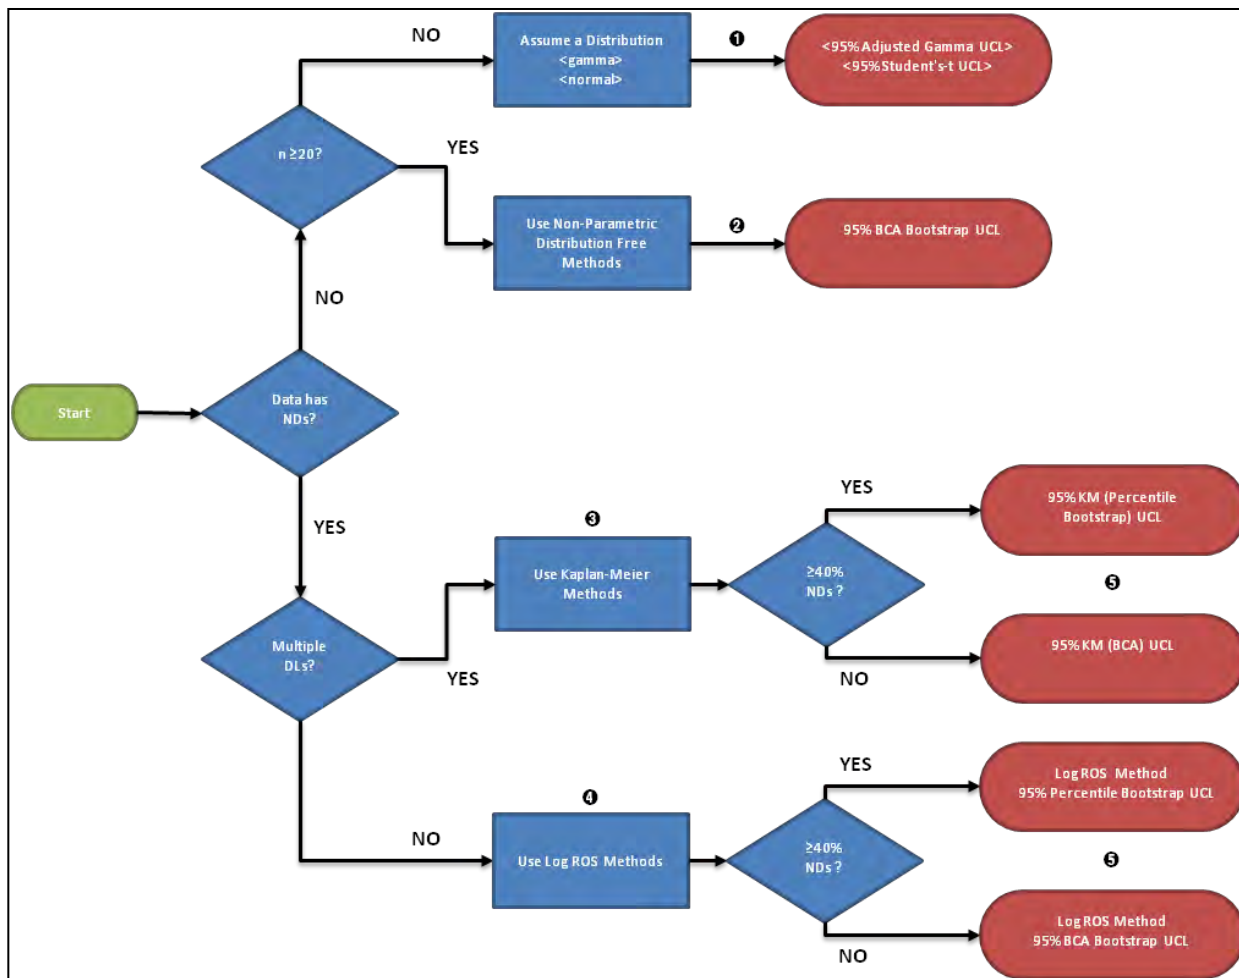 NO
Assume a Distribution
<gamma>
<normal>
❶
<95% Adjusted Gamma UCL>
<95% Student's-t UCL>
n ≥20?
YES
Use Non-Parametric
Distribution Free
Methods
❷
95% BCA Bootstrap UCL
NO
Start
Data has
NDs?
YES
❸
Use Kaplan-Meier
Methods
YES
≥40%
NDs ?
95% KM (Percentile
Bootstrap) UCL
❺
Multiple
DLs?
YES
NO
95% KM (BCA) UCL
NO
❹
Use Log ROS Methods
YES
≥40%
NDs ?
Log ROS Method
95% Percentile Bootstrap UCL
❺
NO
Log ROS Method
95% BCA Bootstrap UCL